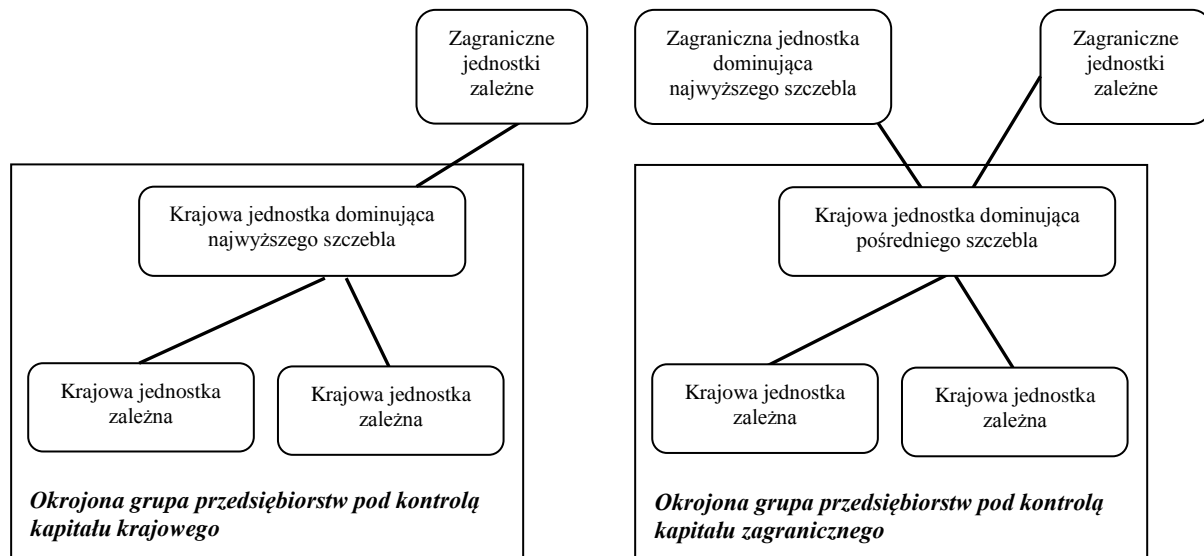 Zagraniczne
jednostki
zależne
Krajowa jednostka dominująca
najwyższego szczebla
Krajowa jednostka
zależna
Krajowa jednostka
zależna
Okrojona grupa przedsiębiorstw pod kontrolą
kapitału krajowego
Zagraniczna jednostka
dominująca
najwyższego szczebla
Zagraniczne
jednostki
zależne
Krajowa jednostka dominująca
pośredniego szczebla
Krajowa jednostka
zależna
Krajowa jednostka
zależna
Okrojona grupa przedsiębiorstw pod kontrolą
kapitału zagranicznego